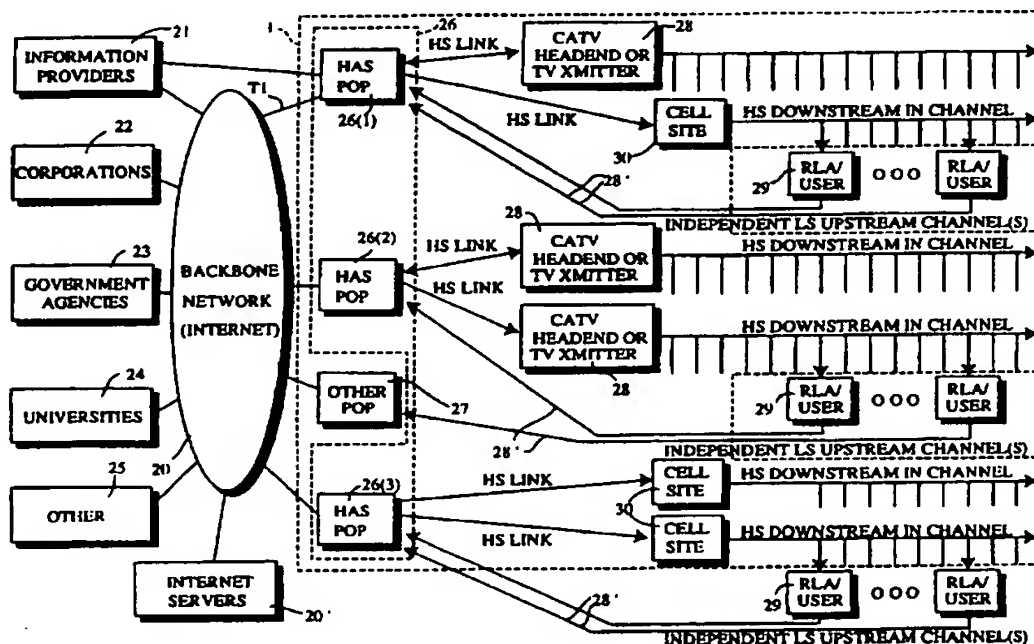 21
INFORMATION
PROVIDERS
22
CORPORATIONS
23
GOVERNMENT
AGENCIES
24
UNIVERSITIES
25
OTHER
20
BACKBONE
NETWORK
(INTERNET)
INTERNET
SERVERS
20'
T1
1
26
HAS
POP
26(1)
26(2)
HAS
POP
OTHER
POP
27
26(3)
HAS
POP
HS LINK
28
CATV
HEADEND OR
TV XMITTER
HS LINK
CELL
SITE
30
HS DOWNSTREAM IN CHANNEL
28'
29
RLA/
USER
RLA/
USER
INDEPENDENT LS UPSTREAM CHANNEL(S)
HS LINK
28
CATV
HEADEND OR
TV XMITTER
HS DOWNSTREAM IN CHANNEL
HS LINK
CATV
HEADEND OR
TV XMITTER
28
HS DOWNSTREAM IN CHANNEL
28'
29
RLA/
USER
RLA/
USER
INDEPENDENT LS UPSTREAM CHANNEL(S)
HS LINK
CELL
SITE
HS DOWNSTREAM IN CHANNEL
30
HS LINK
CELL
SITE
HS DOWNSTREAM IN CHANNEL
28'
29
RLA/
USER
RLA/
USER
INDEPENDENT LS UPSTREAM CHANNEL(S)